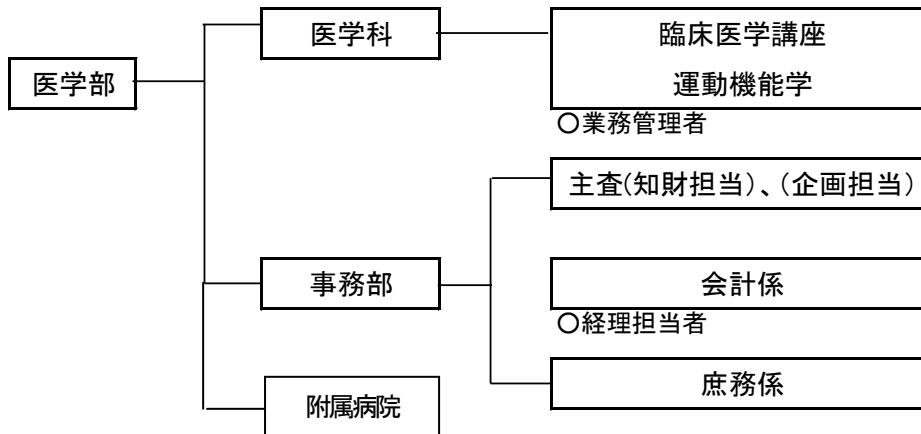 医学部
医学科
臨床医学講座
運動機能学
〇業務管理者
主査(知財担当)、(企画担当)
事務部
会計係
〇経理担当者
庶務係
附属病院